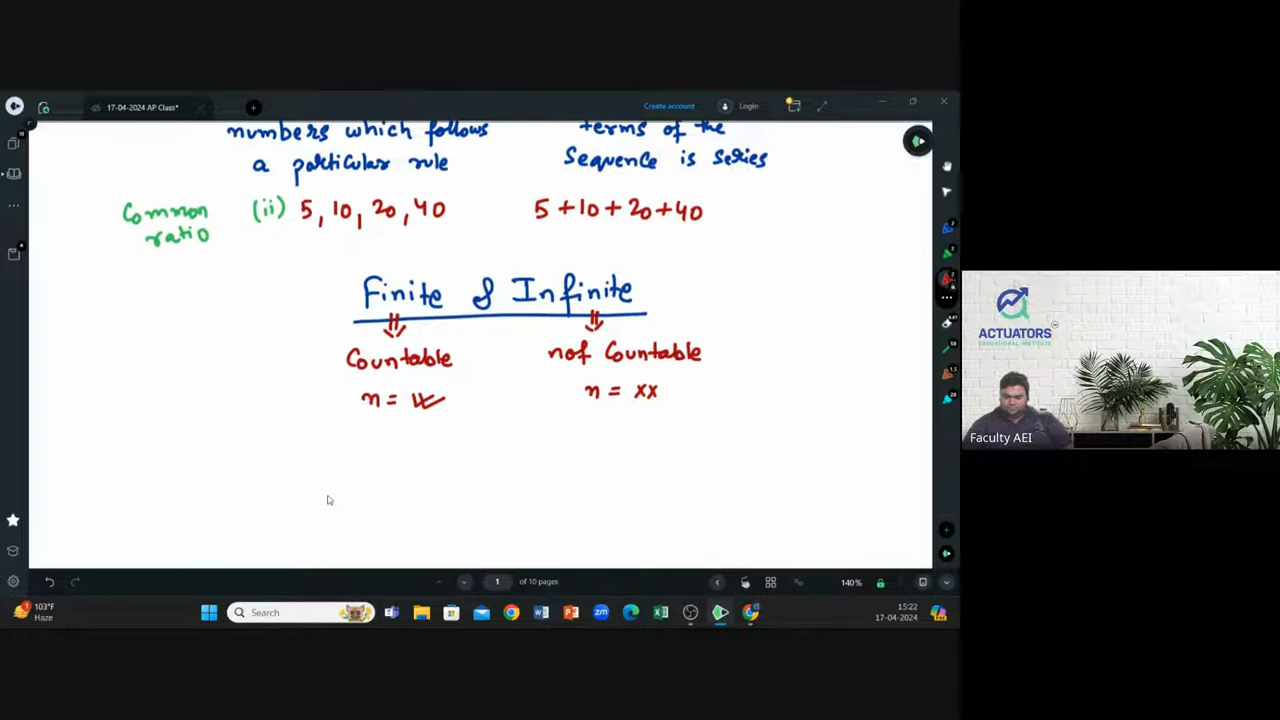 17-04-2024 AP Class*
Create account
Login
numbers which follows
a particular rule
terms of the
Sequence is series
Common
ratio
(ii) 5, 10, 20, 40
5+10+20+40
Finite & Infinite
Countable
not Countable
n =
n = xx
ACTUATORS
EDUCATIONAL INSTITUTE
Faculty AEI
1 of 10 pages
140%
103°F
Haze
Search
15:22
17-04-2024